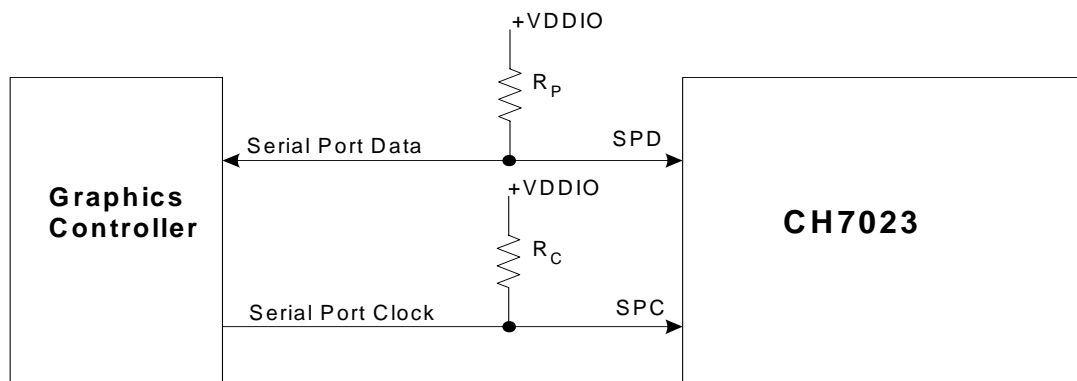 +VDDIO
R_P
Serial Port Data
SPD
+VDDIO
Graphics
Controller
CH7023
R_C
Serial Port Clock
SPC